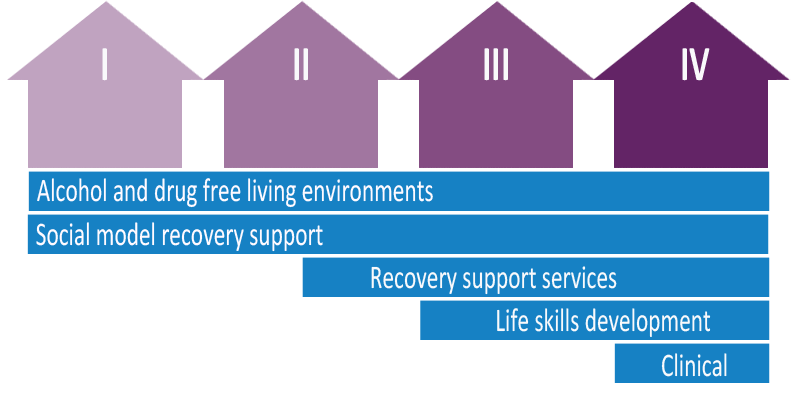 I II III IV
Alcohol and drug free living environments
Social model recovery support
Recovery support services
Life skills development
Clinical